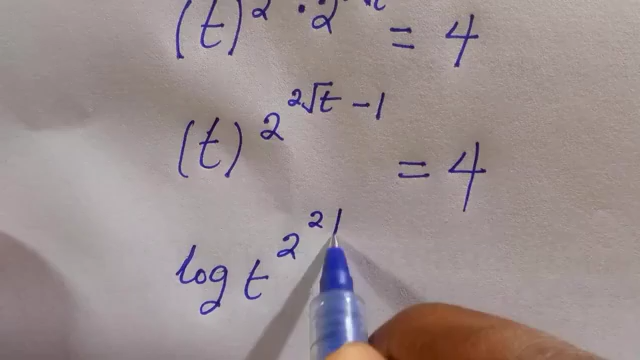 (t)^2 · 2 = 4
(t)^2^2√t - 1 = 4
log t^2^2